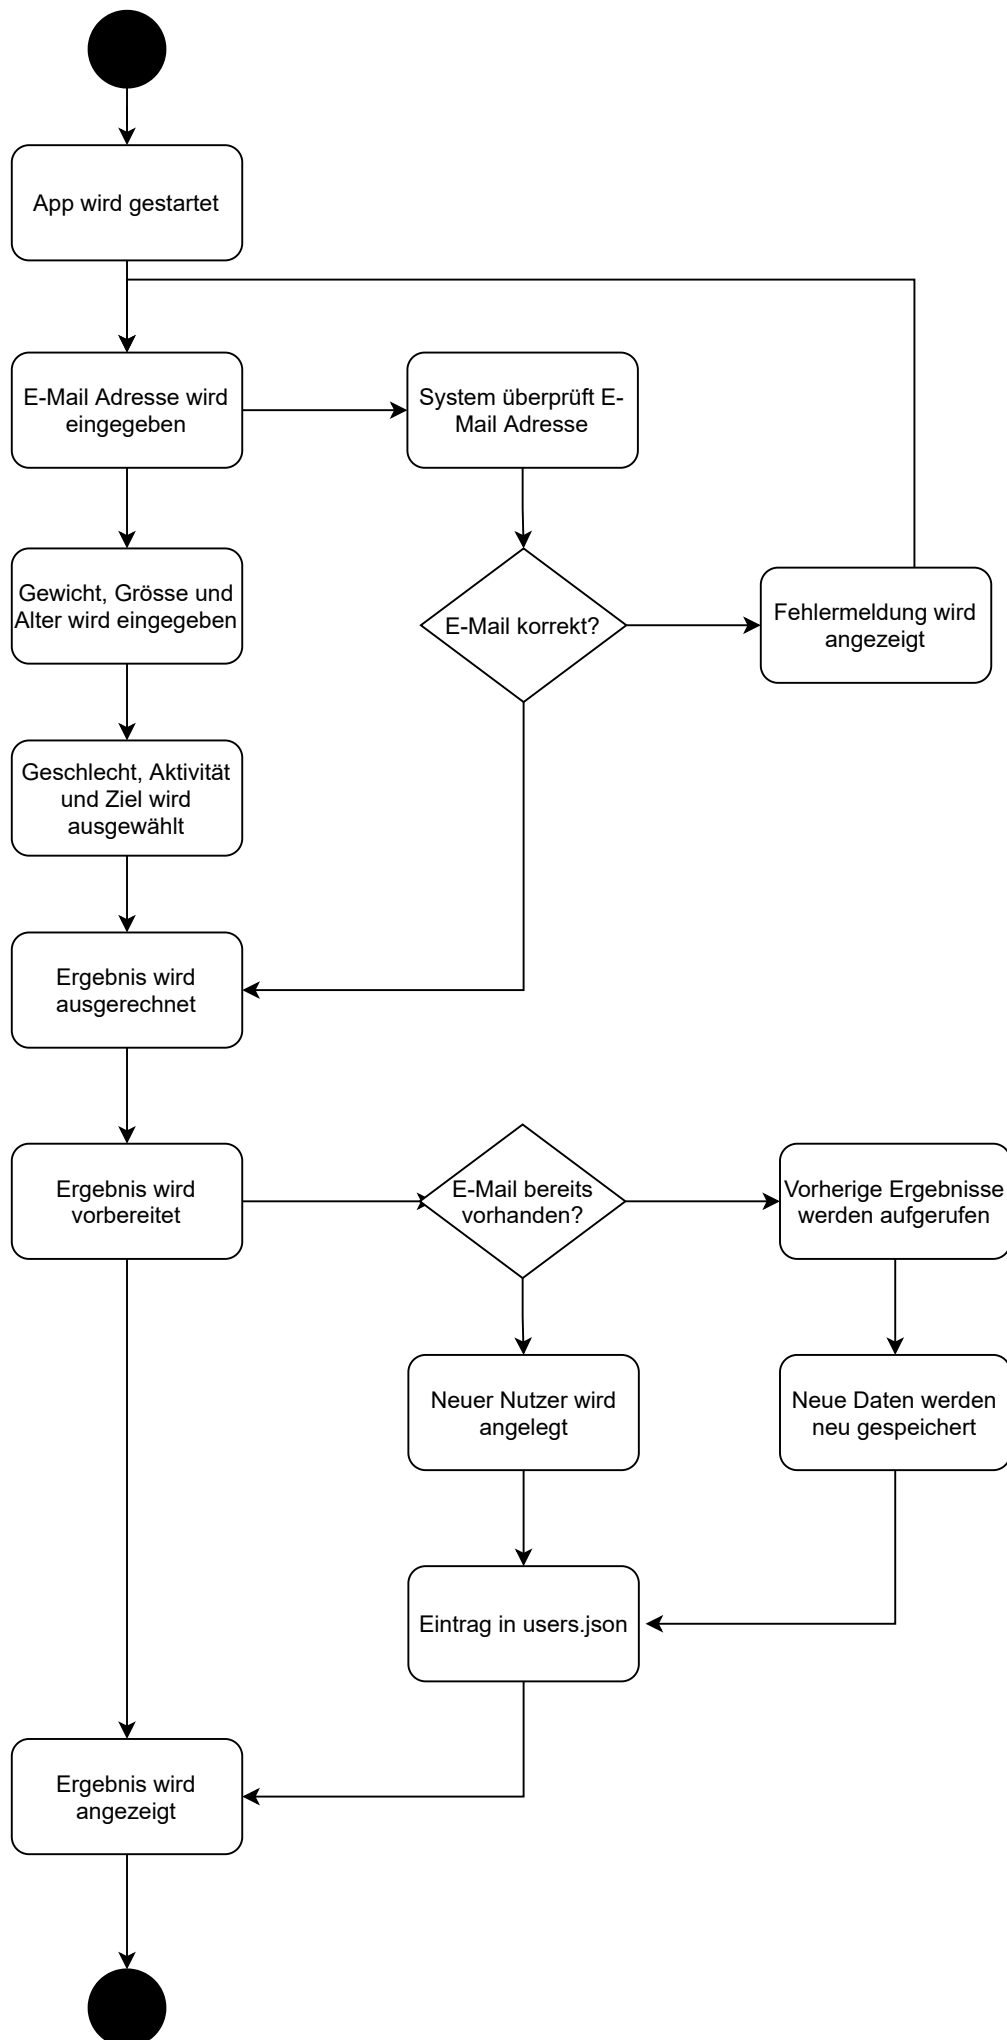 App wird gestartet
E-Mail Adresse wird
eingegeben
System überprüft E-
Mail Adresse
Gewicht, Grösse und
Alter wird eingegeben
E-Mail korrekt?
Fehlermeldung wird
angezeigt
Geschlecht, Aktivität
und Ziel wird
ausgewählt
Ergebnis wird
ausgerechnet
Ergebnis wird
vorbereitet
E-Mail bereits
vorhanden?
Vorherige Ergebnisse
werden aufgerufen
Neuer Nutzer wird
angelegt
Neue Daten werden
neu gespeichert
Eintrag in users.json
Ergebnis wird
angezeigt